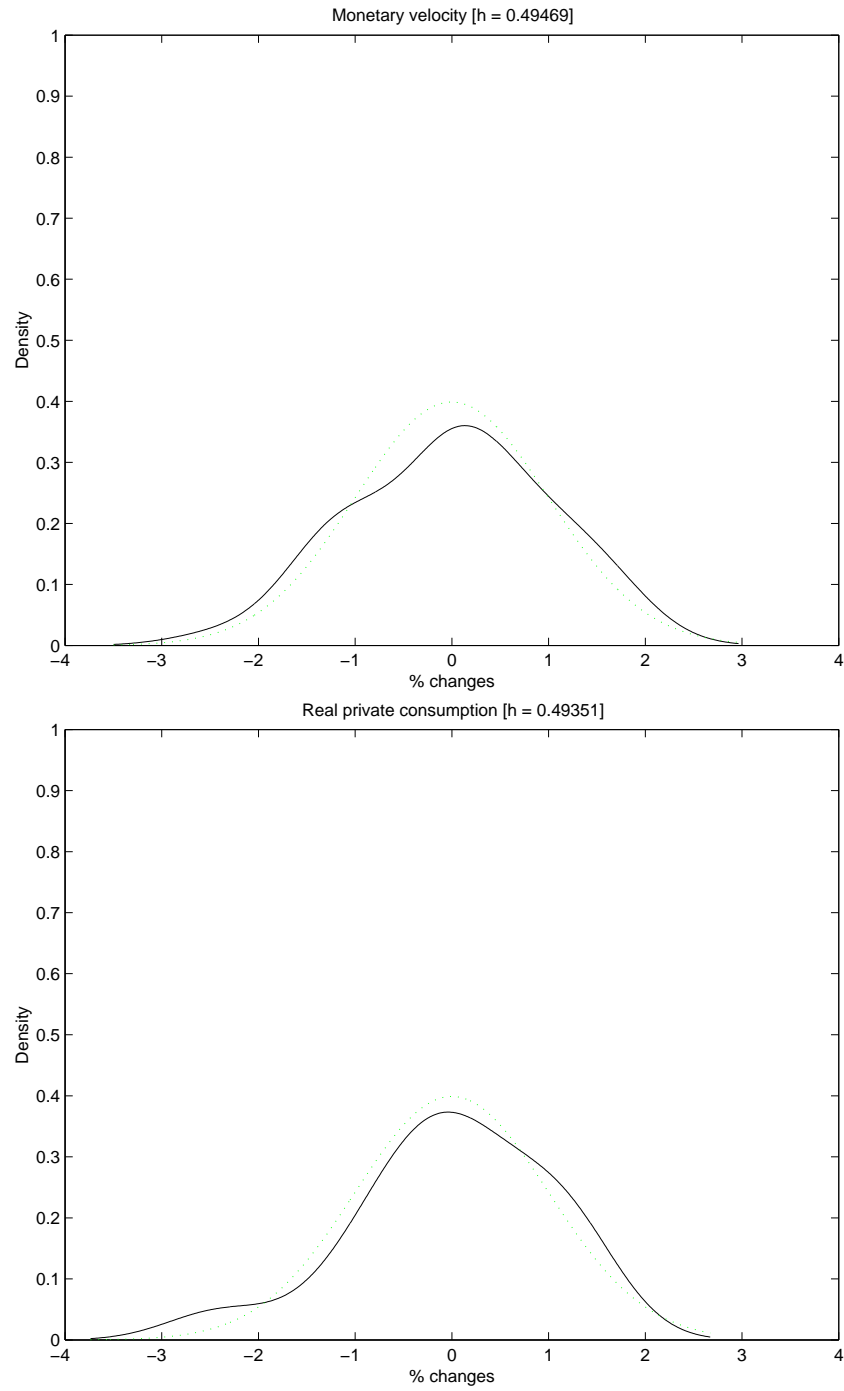 Monetary velocity [h = 0.49469]
1
0.9
0.8
0.7
0.6
0.5
0.4
0.3
0.2
0.1
0
Density
−4 −3 −2 −1 0 1 2 3 4
% changes
Real private consumption [h = 0.49351]
1
0.9
0.8
0.7
0.6
0.5
0.4
0.3
0.2
0.1
0
Density
−4 −3 −2 −1 0 1 2 3 4
% changes